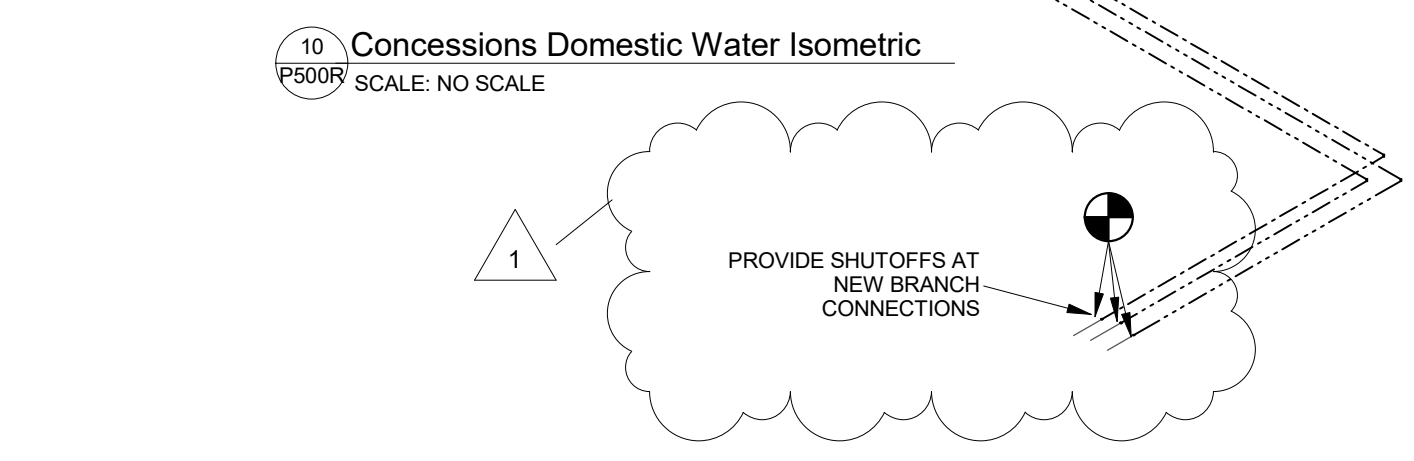 10
P500R
Concessions Domestic Water Isometric
SCALE: NO SCALE
1
PROVIDE SHUTOFFS AT
NEW BRANCH
CONNECTIONS